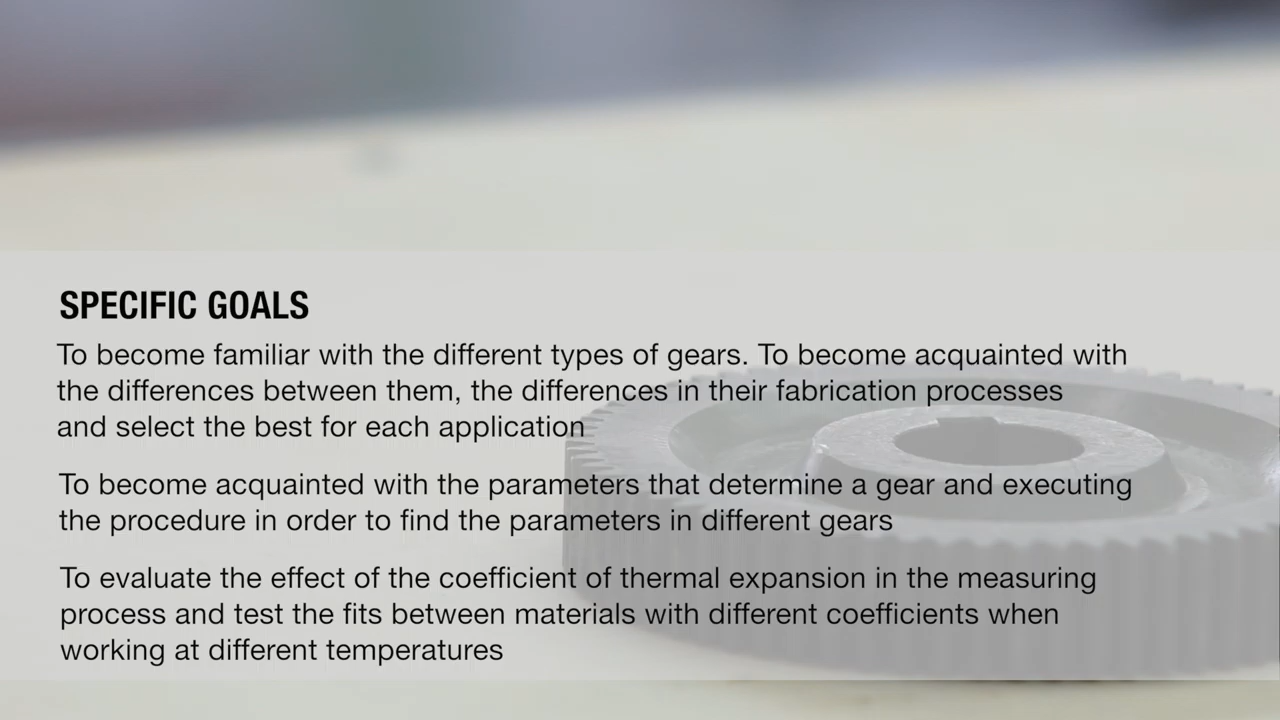 SPECIFIC GOALS
To become familiar with the different types of gears. To become acquainted with
the differences between them, the differences in their fabrication processes
and select the best for each application
To become acquainted with the parameters that determine a gear and executing
the procedure in order to find the parameters in different gears
To evaluate the effect of the coefficient of thermal expansion in the measuring
process and test the fits between materials with different coefficients when
working at different temperatures